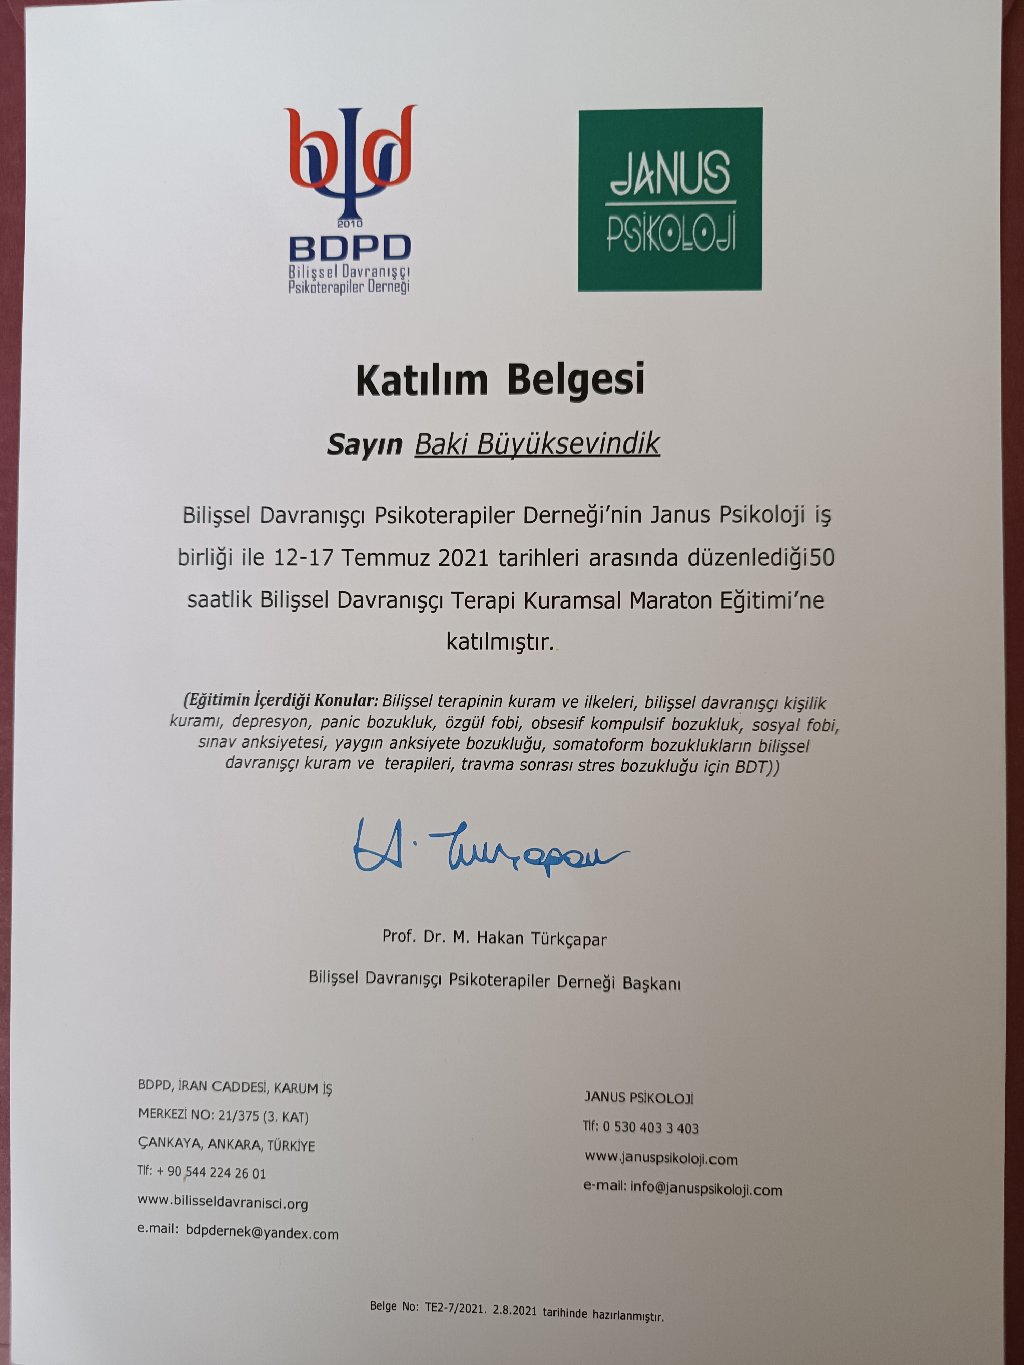 bψd
2010
BDPD
Bilişsel Davranışçı
Psikoterapiler Derneği
JANUS
PSİKOLOJİ
Katılım Belgesi
Sayın Baki Büyüksevindik
Bilişsel Davranışçı Psikoterapiler Derneği’nin Janus Psikoloji iş
birliği ile 12-17 Temmuz 2021 tarihleri arasında düzenlediği50
saatlik Bilişsel Davranışçı Terapi Kuramsal Maraton Eğitimi’ne
katılmıştır.
(Eğitimin İçerdiği Konular: Bilişsel terapinin kuram ve ilkeleri, bilişsel davranışçı kişilik
kuramı, depresyon, panic bozukluk, özgül fobi, obsesif kompulsif bozukluk, sosyal fobi,
sınav anksiyetesi, yaygın anksiyete bozukluğu, somatoform bozuklukların bilişsel
davranışçı kuram ve terapileri, travma sonrası stres bozukluğu için BDT))
H. Türkçapar
Prof. Dr. M. Hakan Türkçapar
Bilişsel Davranışçı Psikoterapiler Derneği Başkanı
BDPD, İRAN CADDESİ, KARUM İŞ
MERKEZİ NO: 21/375 (3. KAT)
ÇANKAYA, ANKARA, TÜRKİYE
Tlf: + 90 544 224 26 01
www.bilisseldavranisci.org
e.mail: bdpdernek@yandex.com
JANUS PSİKOLOJİ
Tlf: 0 530 403 3 403
www.januspsikoloji.com
e-mail: info@januspsikoloji.com
Belge No: TE2-7/2021. 2.8.2021 tarihinde hazırlanmıştır.